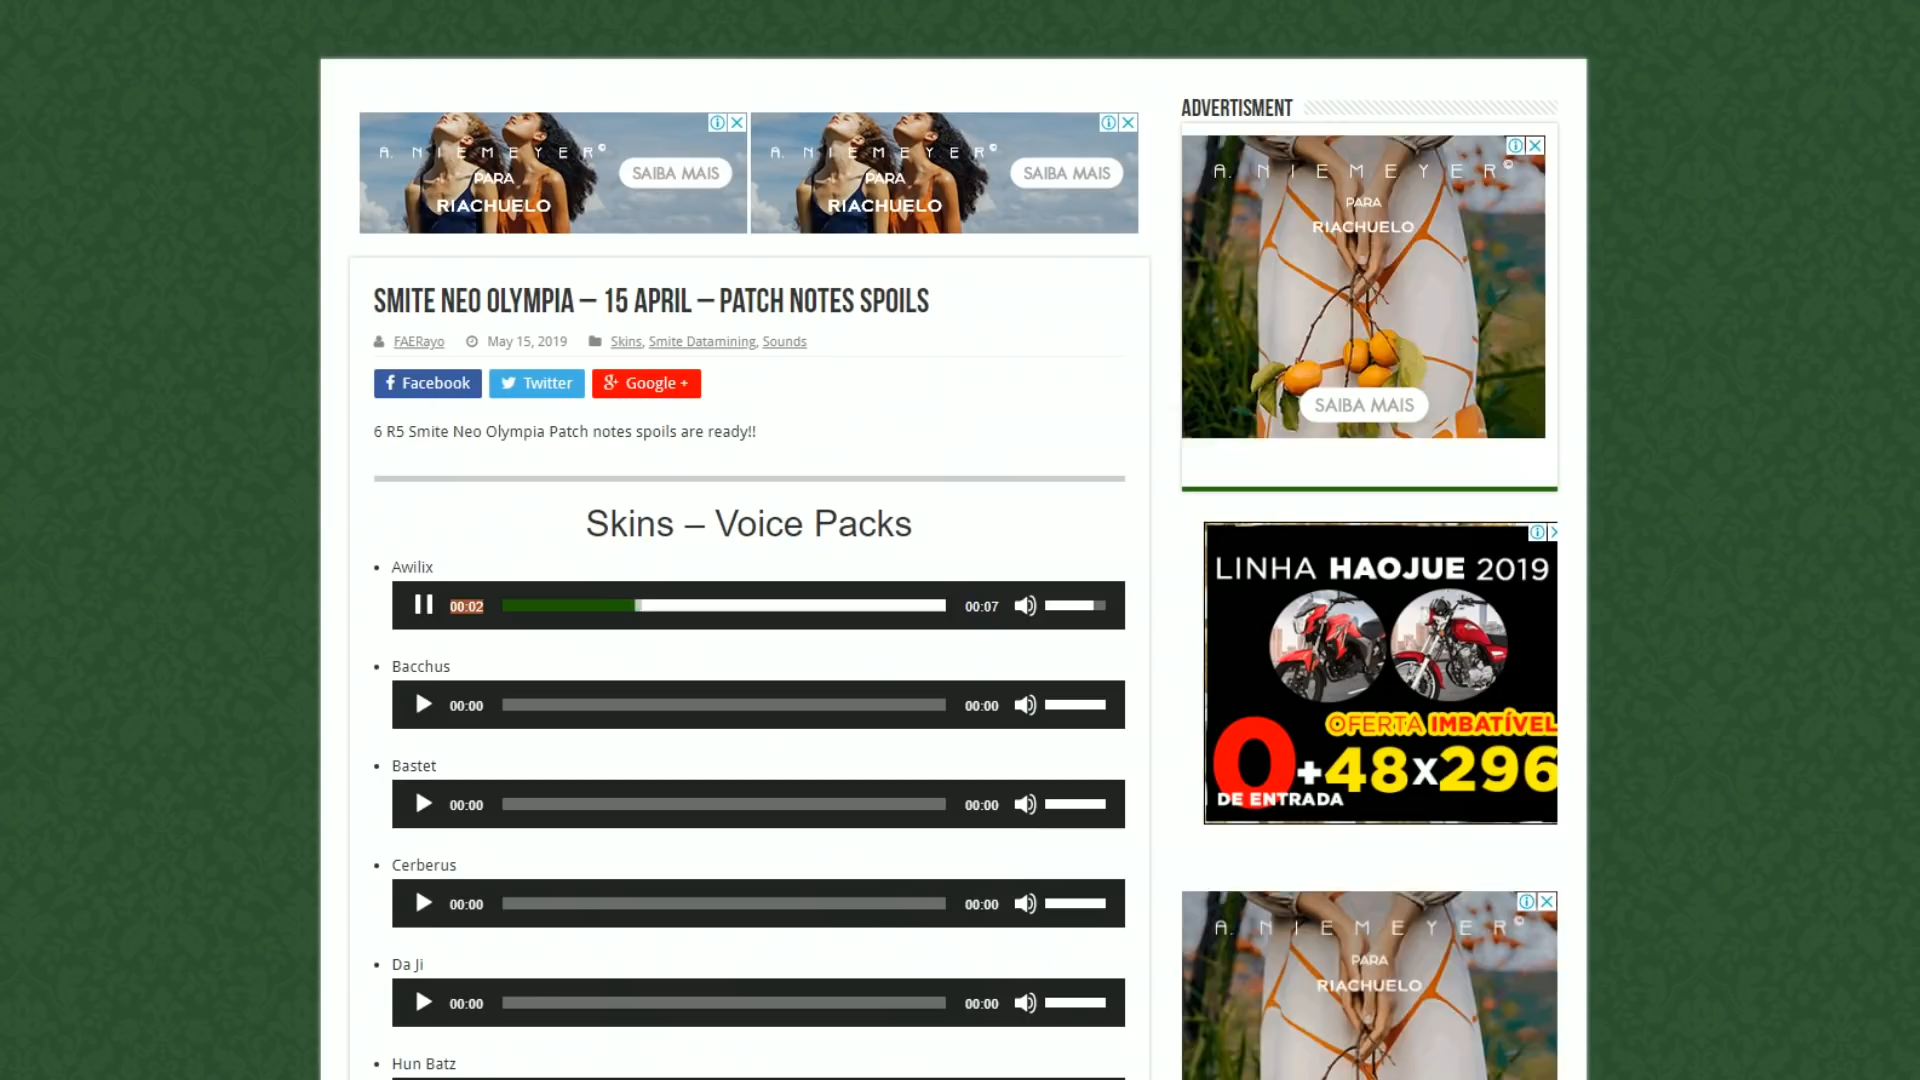 A. NIEMEYER©
PARA
RIACHUELO
SAIBA MAIS
A. NIEMEYER©
PARA
RIACHUELO
SAIBA MAIS
SMITE NEO OLYMPIA – 15 APRIL – PATCH NOTES SPOILS
FAERayo May 15, 2019 Skins, Smite Datamining, Sounds
Facebook Twitter Google +
6 R5 Smite Neo Olympia Patch notes spoils are ready!!
Skins – Voice Packs
• Awilix
00:02 00:07
• Bacchus
00:00 00:00
• Bastet
00:00 00:00
• Cerberus
00:00 00:00
• Da Ji
00:00 00:00
• Hun Batz
ADVERTISMENT
A. NIEMEYER©
PARA
RIACHUELO
SAIBA MAIS
LINHA HAOJUE 2019
OFERTA IMBATÍVEL
0+48x296
DE ENTRADA
A. NIEMEYER©
PARA
RIACHUELO